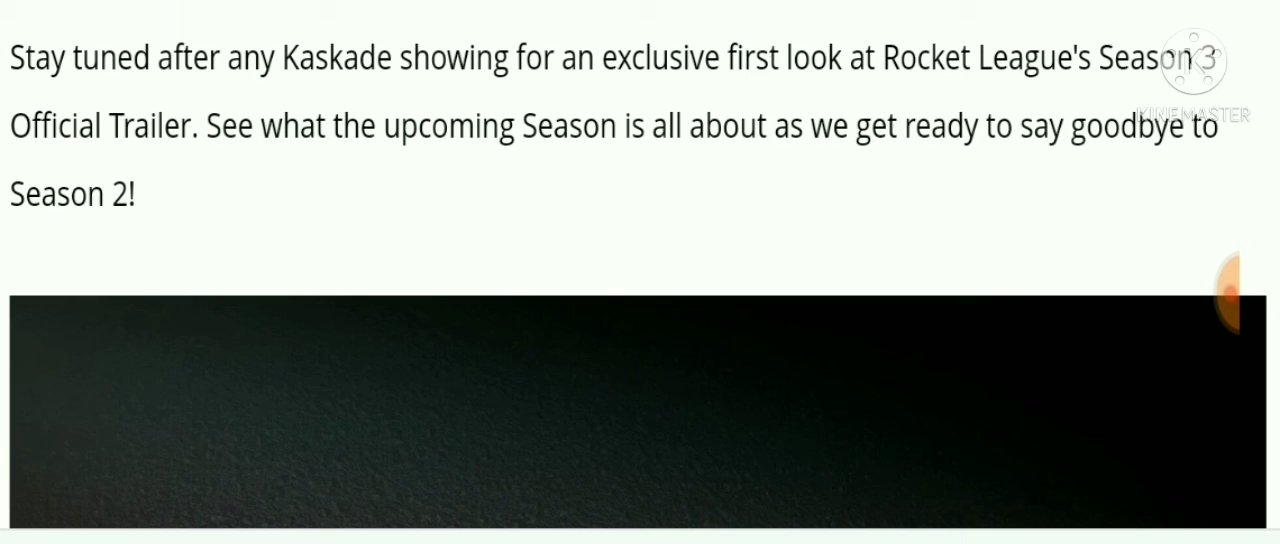 Stay tuned after any Kaskade showing for an exclusive first look at Rocket League's Season 3
Official Trailer. See what the upcoming Season is all about as we get ready to say goodbye to
Season 2!
K
KINEMASTER